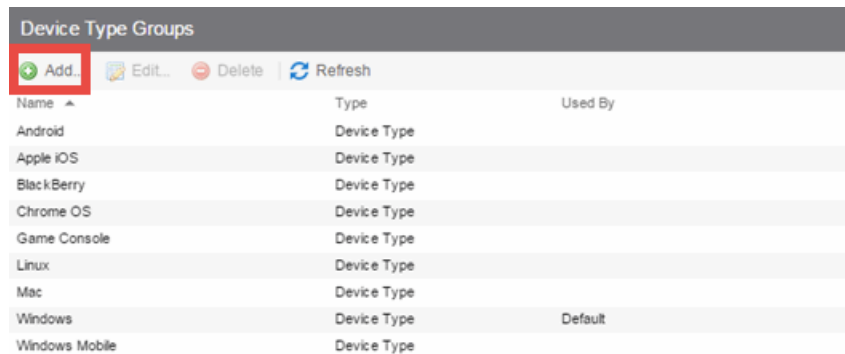 Device Type Groups
Add... Edit... Delete Refresh
Name Type Used By
Android Device Type
Apple iOS Device Type
BlackBerry Device Type
Chrome OS Device Type
Game Console Device Type
Linux Device Type
Mac Device Type
Windows Device Type Default
Windows Mobile Device Type